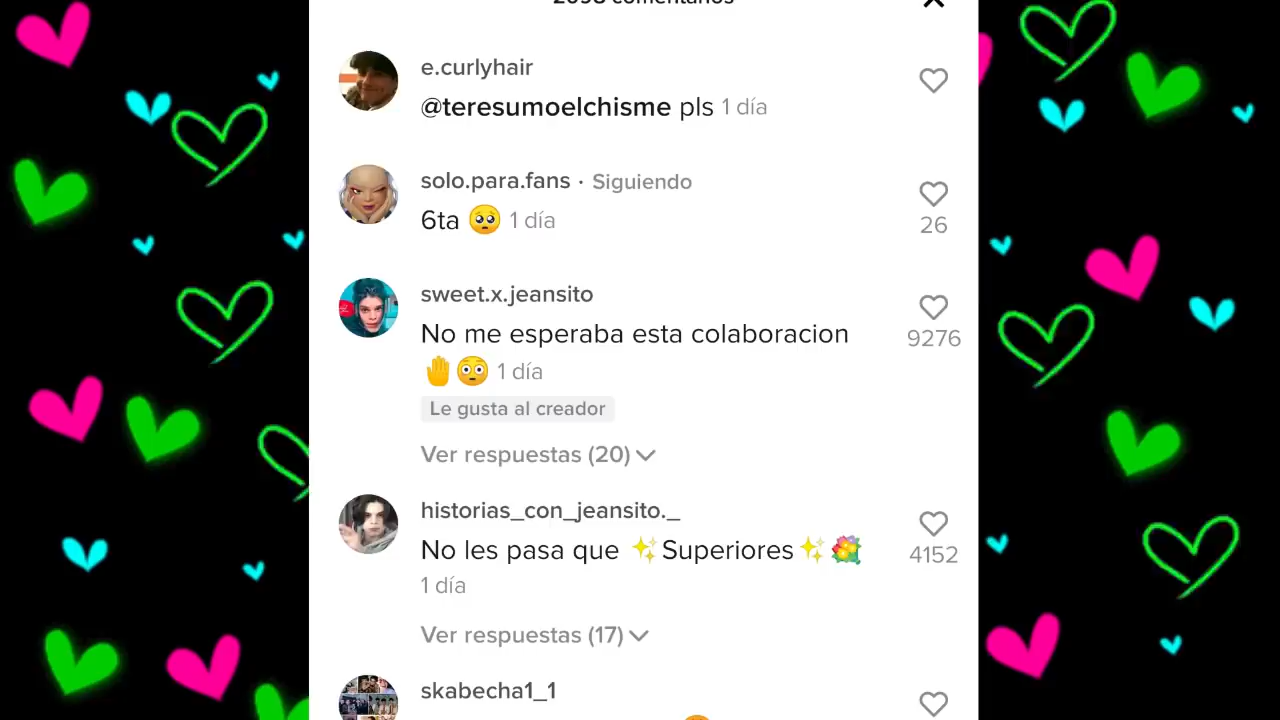 2098 comentarios
e.curlyhair
@teresumoelchisme pls 1 día
solo.para.fans · Siguiendo
6ta 🥺 1 día
26
sweet.x.jeansito
No me esperaba esta colaboracion
🤚😳 1 día
9276
Le gusta al creador
Ver respuestas (20)
historias_con_jeansito._
No les pasa que ✨Superiores✨💐
1 día
4152
Ver respuestas (17)
skabecha1_1